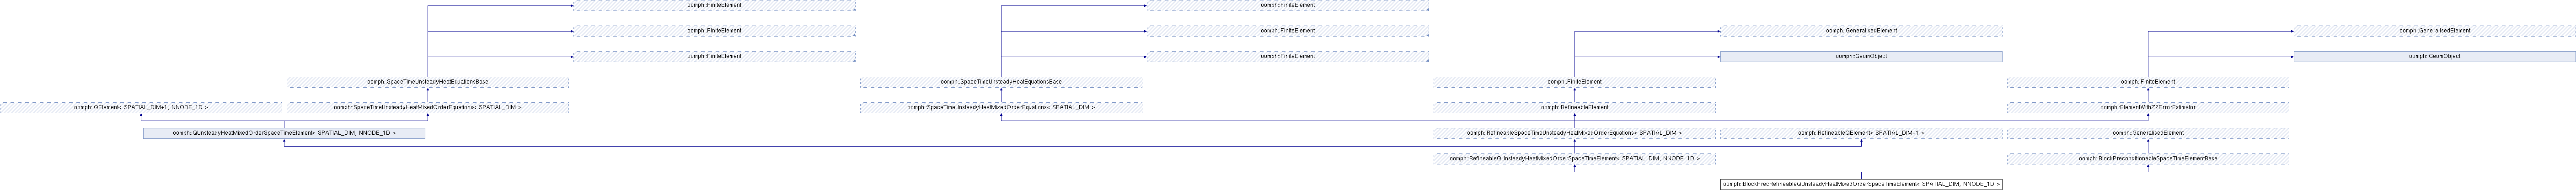 oomph::FiniteElement oomph::FiniteElement
oomph::FiniteElement oomph::FiniteElement oomph::GeneralisedElement oomph::GeneralisedElement
oomph::FiniteElement oomph::FiniteElement oomph::GeomObject oomph::GeomObject
oomph::SpaceTimeUnsteadyHeatEquationsBase oomph::SpaceTimeUnsteadyHeatEquationsBase oomph::FiniteElement oomph::FiniteElement
oomph::QElement< SPATIAL_DIM+1, NNODE_1D > oomph::SpaceTimeUnsteadyHeatMixedOrderEquations< SPATIAL_DIM > oomph::SpaceTimeUnsteadyHeatMixedOrderEquations< SPATIAL_DIM > oomph::RefineableElement oomph::ElementWithZ2ErrorEstimator
oomph::QUnsteadyHeatMixedOrderSpaceTimeElement< SPATIAL_DIM, NNODE_1D > oomph::RefineableSpaceTimeUnsteadyHeatMixedOrderEquations< SPATIAL_DIM > oomph::RefineableQElement< SPATIAL_DIM+1 > oomph::GeneralisedElement
oomph::RefineableQUnsteadyHeatMixedOrderSpaceTimeElement< SPATIAL_DIM, NNODE_1D > oomph::BlockPreconditionableSpaceTimeElementBase
oomph::BlockPrecRefineableQUnsteadyHeatMixedOrderSpaceTimeElement< SPATIAL_DIM, NNODE_1D >